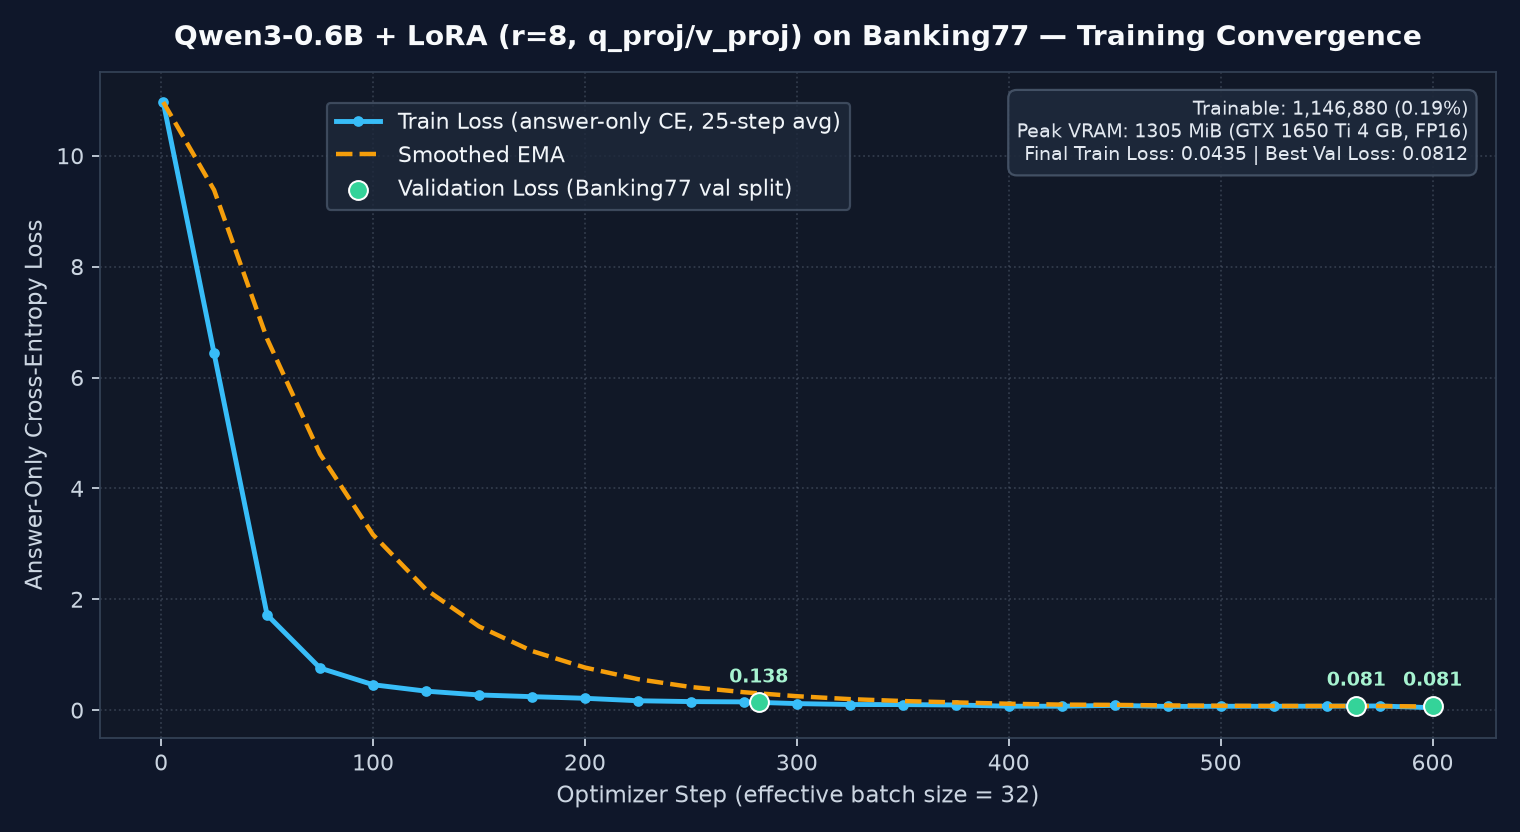 Qwen3-0.6B + LoRA (r=8, q_proj/v_proj) on Banking77 — Training Convergence
Train Loss (answer-only CE, 25-step avg)
Smoothed EMA
Validation Loss (Banking77 val split)
Trainable: 1,146,880 (0.19%)
Peak VRAM: 1305 MiB (GTX 1650 Ti 4 GB, FP16)
Final Train Loss: 0.0435 | Best Val Loss: 0.0812
Answer-Only Cross-Entropy Loss
10
8
6
4
2
0
0.138
0.081
0.081
0 100 200 300 400 500 600
Optimizer Step (effective batch size = 32)